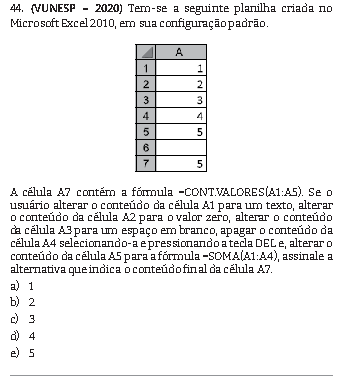 44. (VUNESP – 2020) Tem-se a seguinte planilha criada no
Microsoft Excel 2010, em sua configuração padrão.
A
1 1
2 2
3 3
4 4
5 5
6
7 5
A célula A7 contém a fórmula =CONT.VALORES(A1:A5). Se o
usuário alterar o conteúdo da célula A1 para um texto, alterar
o conteúdo da célula A2 para o valor zero, alterar o conteúdo
da célula A3 para um espaço em branco, apagar o conteúdo da
célula A4 selecionando-a e pressionando a tecla DEL e, alterar o
conteúdo da célula A5 para a fórmula =SOMA(A1:A4), assinale a
alternativa que indica o conteúdo final da célula A7.
a) 1
b) 2
c) 3
d) 4
e) 5